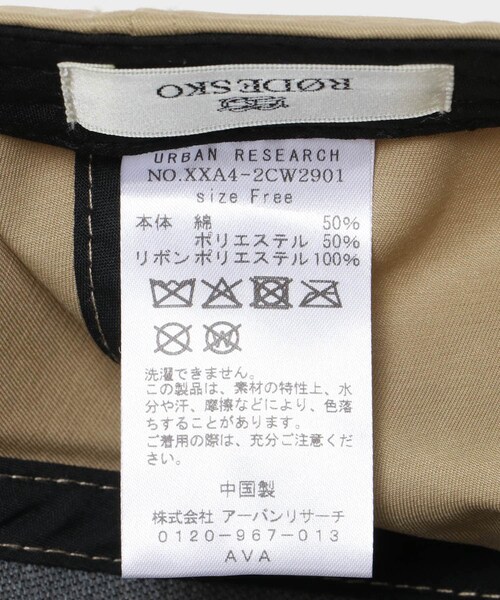 RØDESKO
URBAN RESEARCH
NO.XXA4-2CW2901
size Free
本体 綿 50%
ポリエステル 50%
リボン ポリエステル 100%
洗濯できません。
この製品は、素材の特性上、水
分や汗、摩擦などにより、色落
ちすることがあります。
ご着用の際は、充分ご注意くだ
さい。
中国製
株式会社 アーバンリサーチ
0120-967-013
AVA